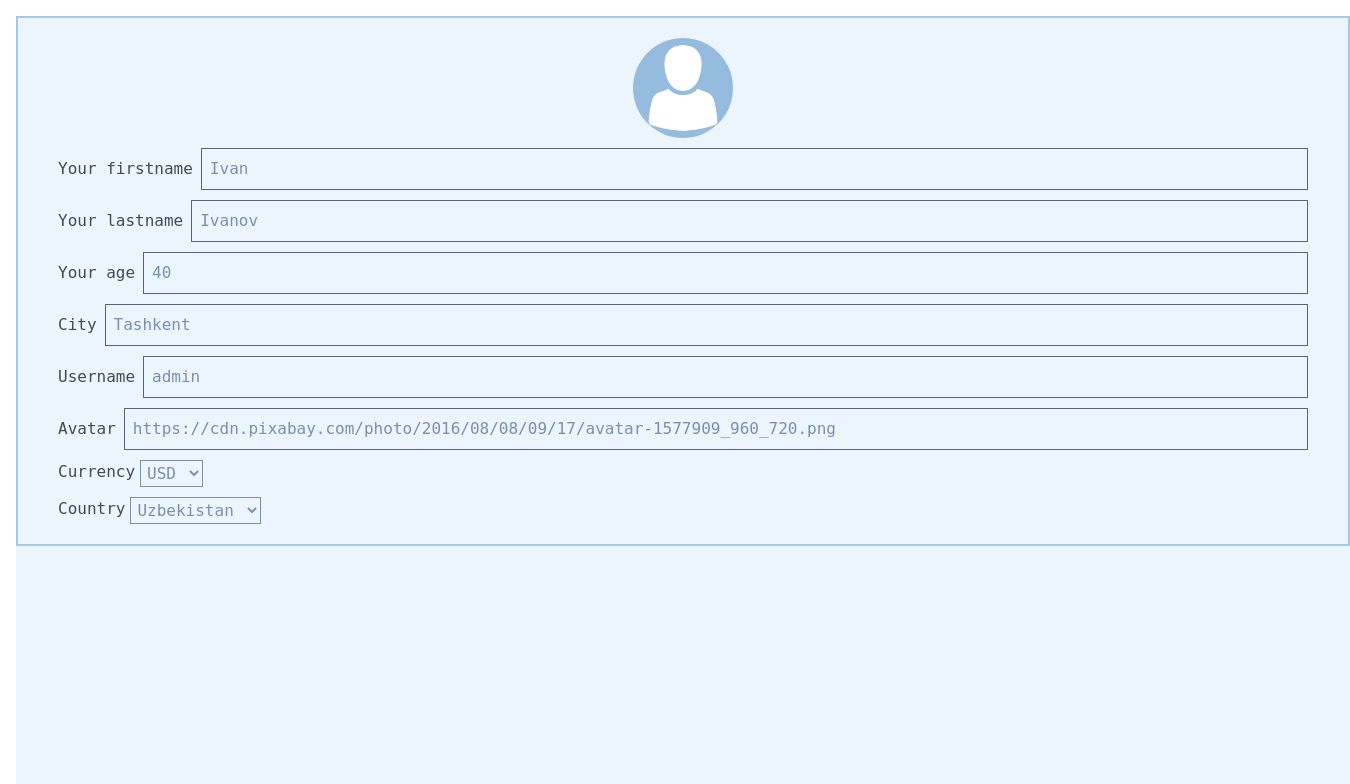 Your firstname Ivan
Your lastname Ivanov
Your age 40
City Tashkent
Username admin
Avatar https://cdn.pixabay.com/photo/2016/08/08/09/17/avatar-1577909_960_720.png
Currency USD
Country Uzbekistan